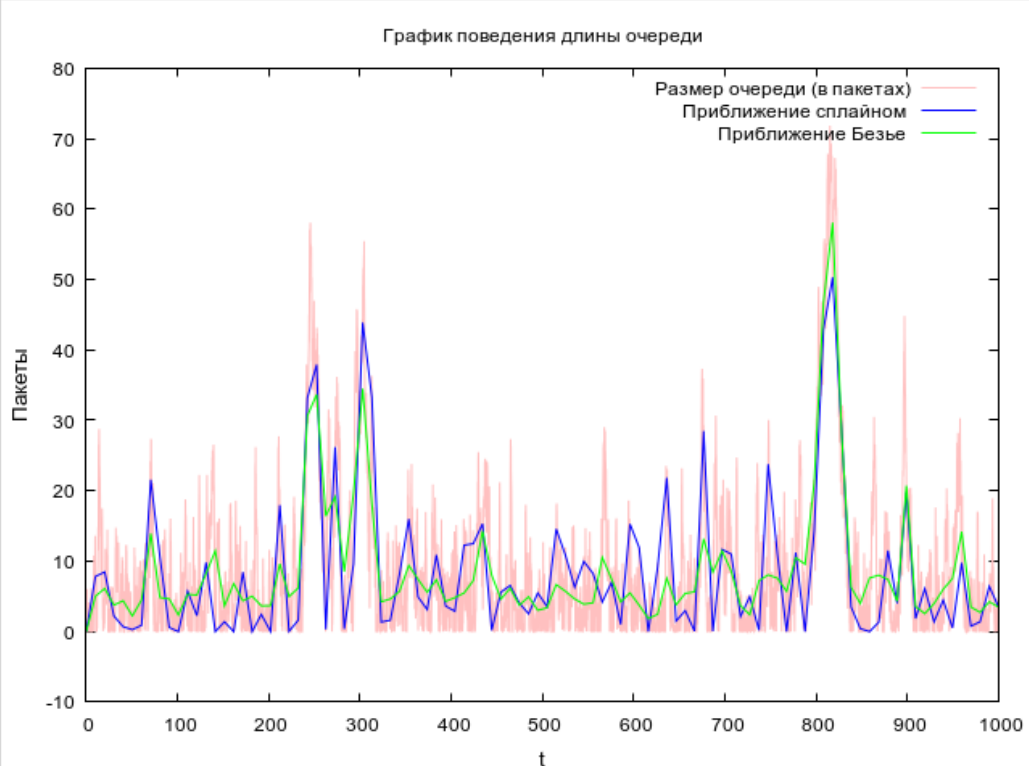 График поведения длины очереди
Размер очереди (в пакетах)
Приближение сплайном
Приближение Безье
80
70
60
50
40
30
20
10
0
-10
Пакеты
0 100 200 300 400 500 600 700 800 900 1000
t